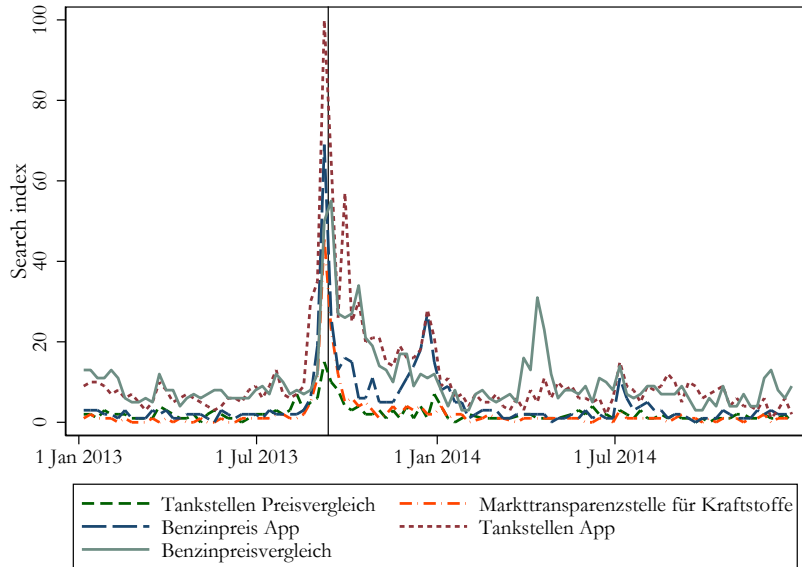 Search index
100
80
60
40
20
0
1 Jan 2013
1 Jul 2013
1 Jan 2014
1 Jul 2014
Tankstellen Preisvergleich
Markttransparenzstelle für Kraftstoffe
Benzinpreis App
Tankstellen App
Benzinpreisvergleich